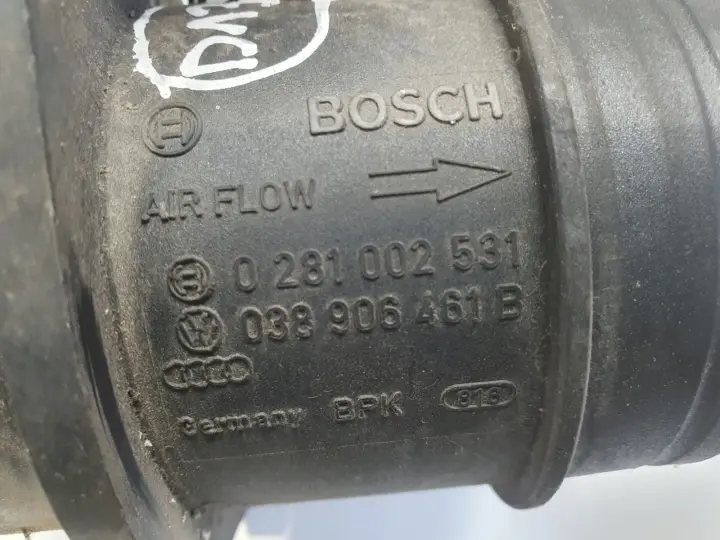 BOSCH
AIR FLOW
0 281 002 531
038 906 461 B
Germany BPK 816